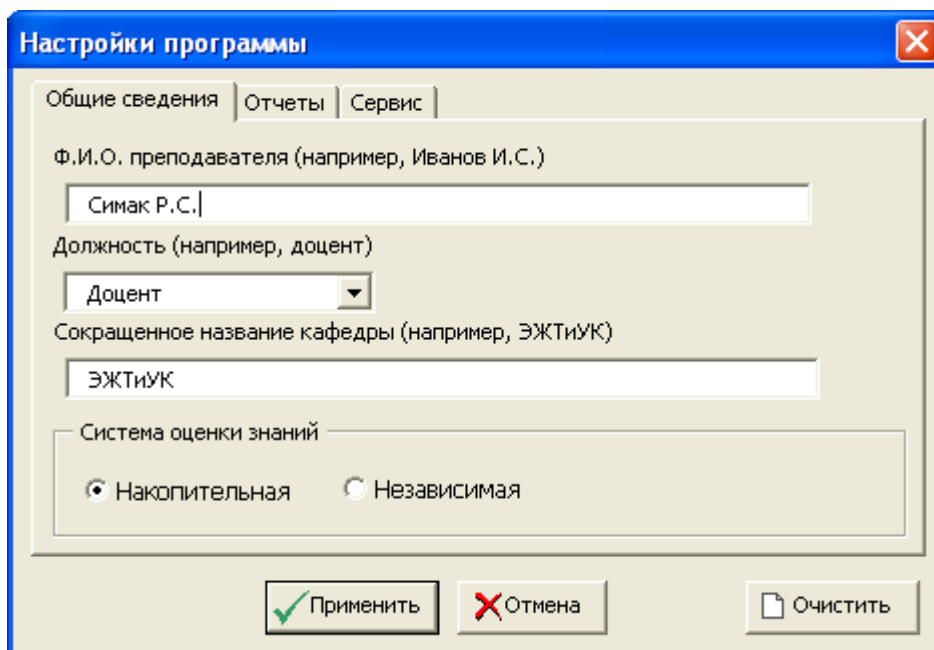 Настройки программы
Общие сведения Отчеты Сервис
Ф.И.О. преподавателя (например, Иванов И.С.)
Симак Р.С.
Должность (например, доцент)
Доцент
Сокращенное название кафедры (например, ЭЖТиУК)
ЭЖТиУК
Система оценки знаний
Накопительная Независимая
Применить Отмена Очистить